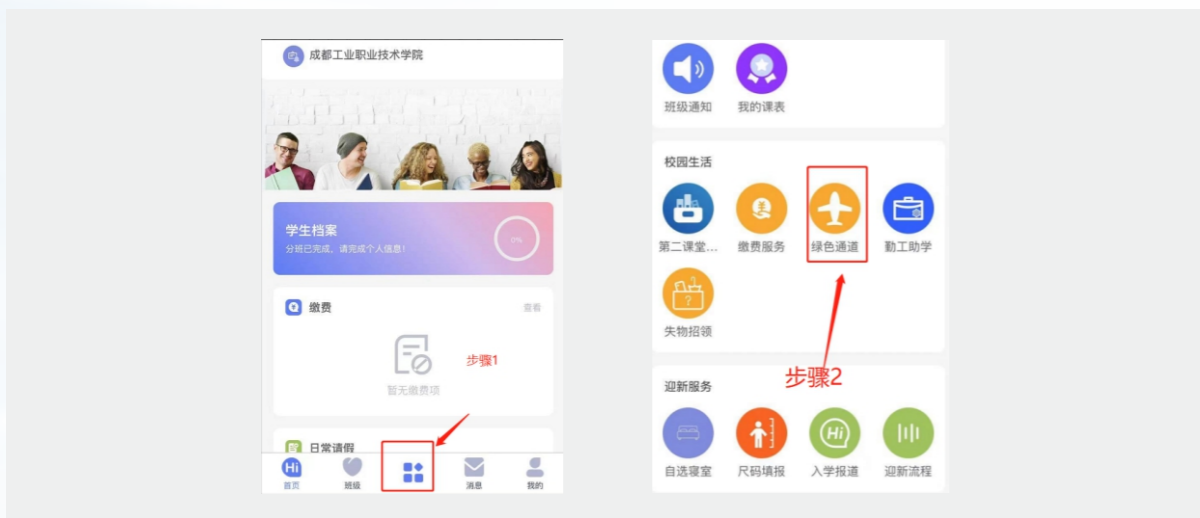 成都工业职业技术学院
学生档案
分班已完成，请完成个人信息！
0%
缴费
查看
步骤1
暂无缴费项
日常请假
Hi
首页
班级
消息
我的
班级通知
我的课表
校园生活
第二课堂...
缴费服务
绿色通道
勤工助学
失物招领
步骤2
迎新服务
Hi
自选寝室
尺码填报
入学报道
迎新流程